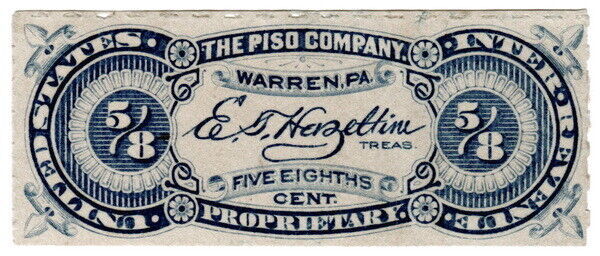 THE PISO COMPANY.
WARREN, PA.
UNITED STATES.
5/8
E. T. Hazeltine
TREAS.
5/8
INTER. REVENUE
FIVE EIGHTHS
CENT.
PROPRIETARY.